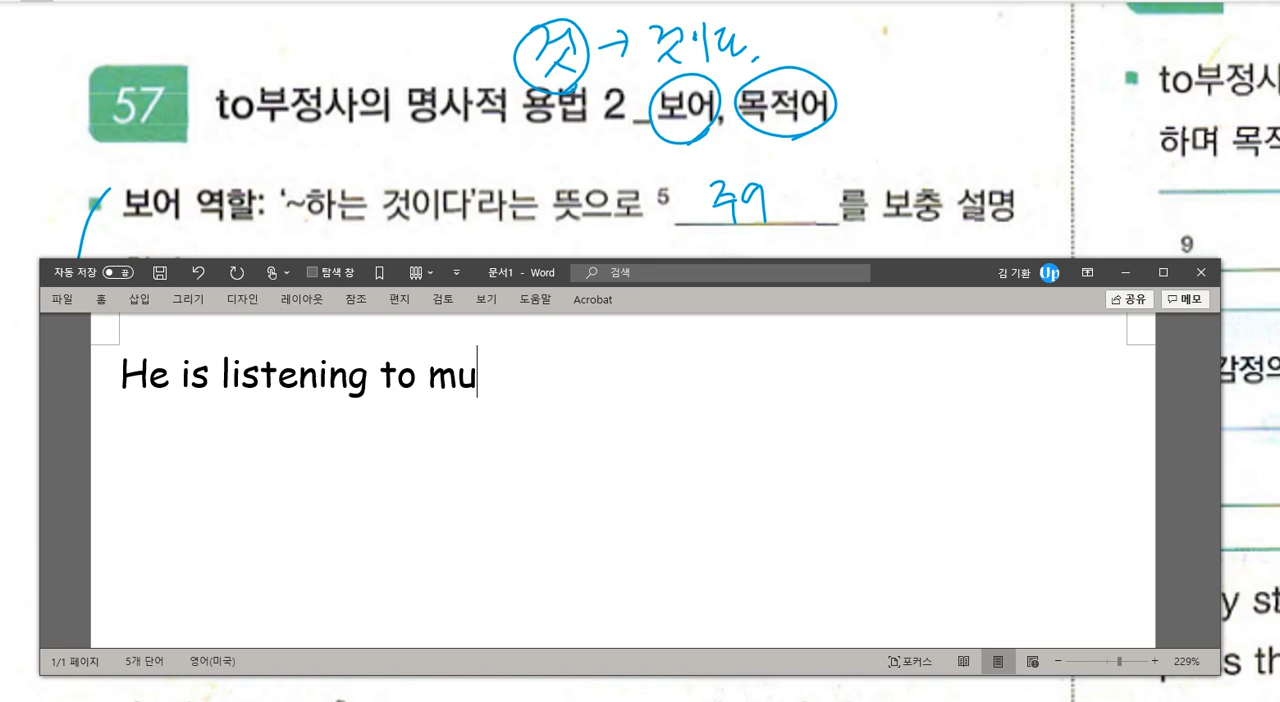 것 → 것이다.
57 to부정사의 명사적 용법 2_보어, 목적어
보어 역할: '~하는 것이다'라는 뜻으로 5 주어 를 보충 설명
to부정사
하며 목적
9
자동 저장 끔 탐색 창 문서1 - Word 검색 김 기환 Up
파일 홈 삽입 그리기 디자인 레이아웃 참조 편지 검토 보기 도움말 Acrobat 공유 메모
He is listening to mu
감정의
y st
s th
1/1 페이지 5개 단어 영어(미국) 포커스 229%